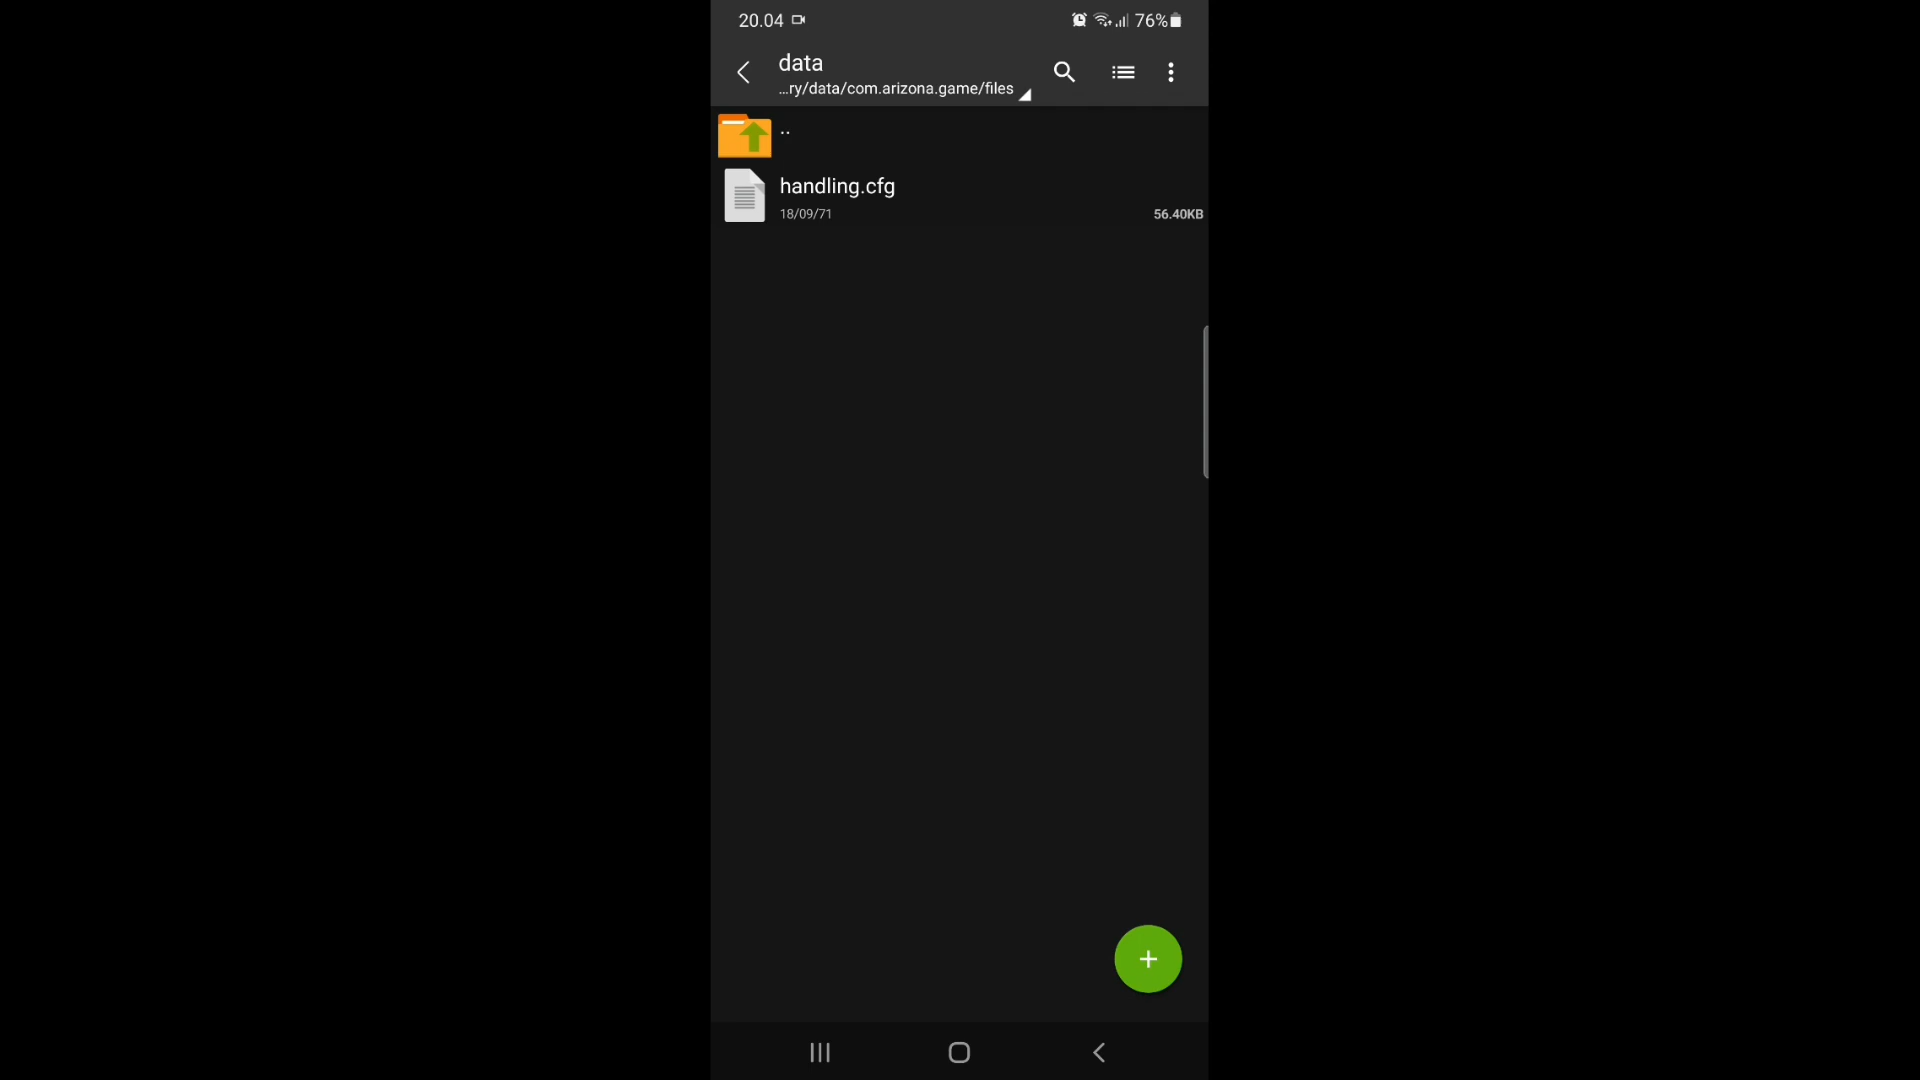 20.04
76%
data
...ry/data/com.arizona.game/files
..
handling.cfg
18/09/71
56.40KB